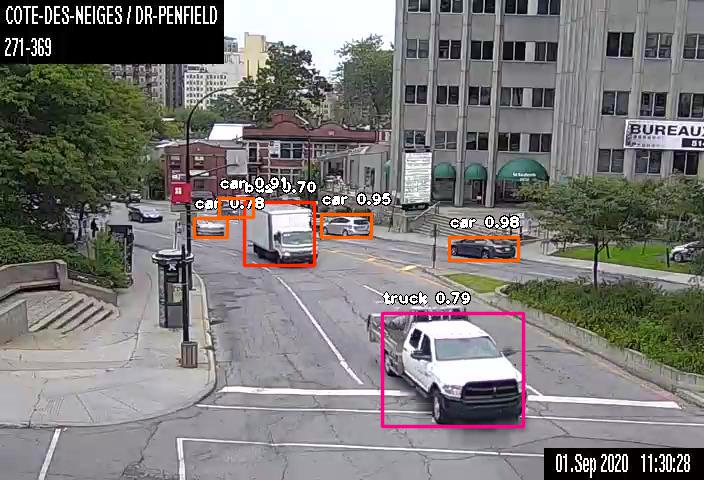 COTE-DES-NEIGES / DR-PENFIELD
271-369
car 0.91
0.70
car 0.78
car 0.95
car 0.98
truck 0.79
BUREAUX
514
01.Sep 2020 11:30:28